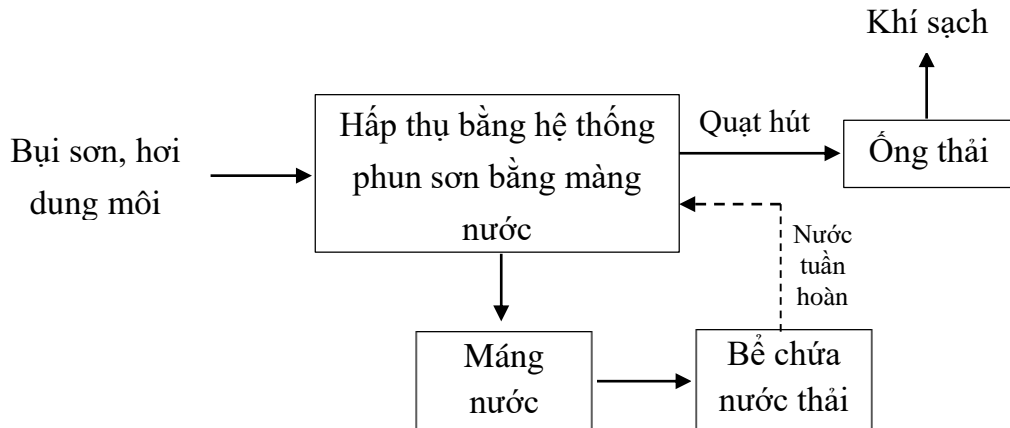 Khí sạch
Bụi sơn, hơi
dung môi
Hấp thụ bằng hệ thống
phun sơn bằng màng
nước
Quạt hút
Ống thải
Nước
tuần
hoàn
Máng
nước
Bể chứa
nước thải